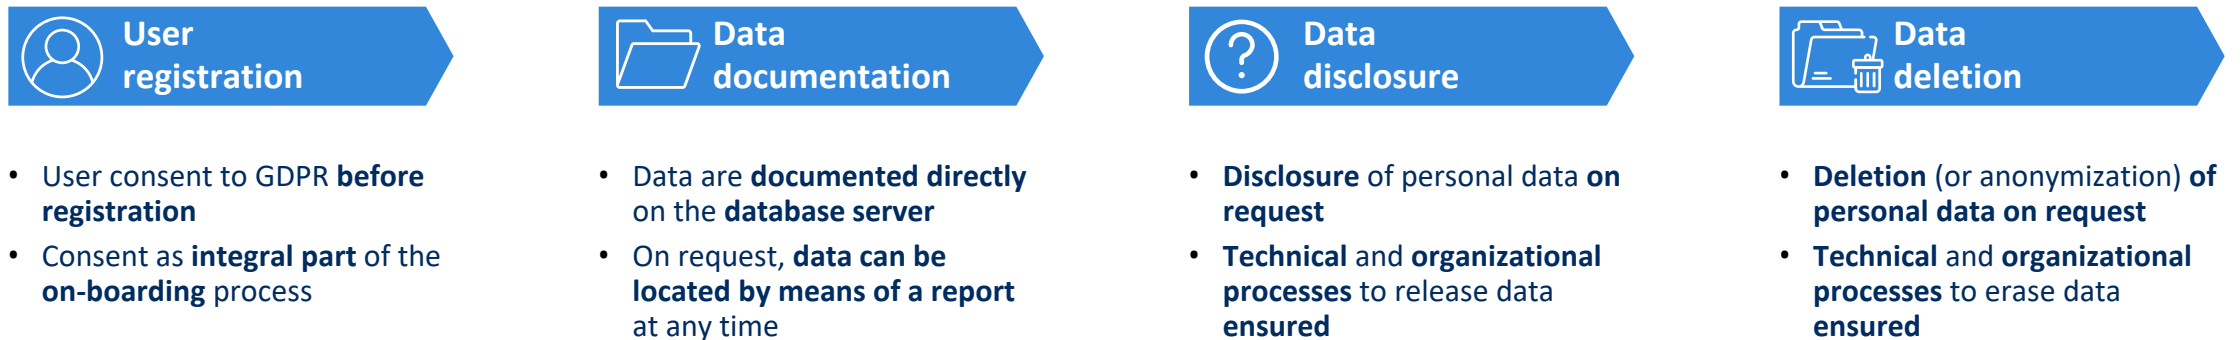 User
registration
• User consent to GDPR before
registration
• Consent as integral part of the
on-boarding process
Data
documentation
• Data are documented directly
on the database server
• On request, data can be
located by means of a report
at any time
Data
disclosure
• Disclosure of personal data on
request
• Technical and organizational
processes to release data
ensured
Data
deletion
• Deletion (or anonymization) of
personal data on request
• Technical and organizational
processes to erase data
ensured